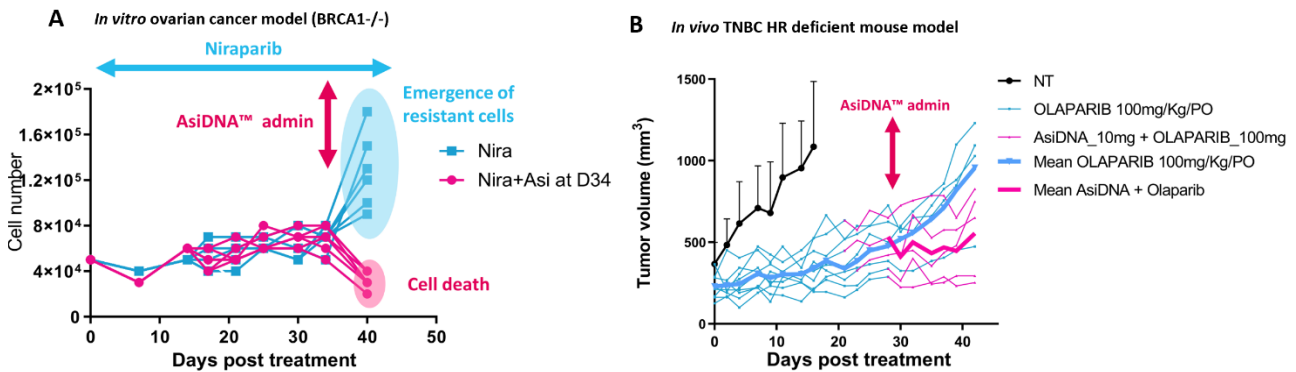 A
In vitro ovarian cancer model (BRCA1-/-)
Niraparib
2×10⁵
1.6×10⁵
1.2×10⁵
8×10⁴
4×10⁴
0
Cell number
AsiDNA™ admin
Emergence of
resistant cells
Nira
Nira+Asi at D34
Cell death
0 10 20 30 40 50
Days post treatment
B
In vivo TNBC HR deficient mouse model
1500
1000
500
0
Tumor volume (mm³)
AsiDNA™ admin
NT
OLAPARIB 100mg/Kg/PO
AsiDNA_10mg + OLAPARIB_100mg
Mean OLAPARIB 100mg/Kg/PO
Mean AsiDNA + Olaparib
0 10 20 30 40 50
Days post treatment